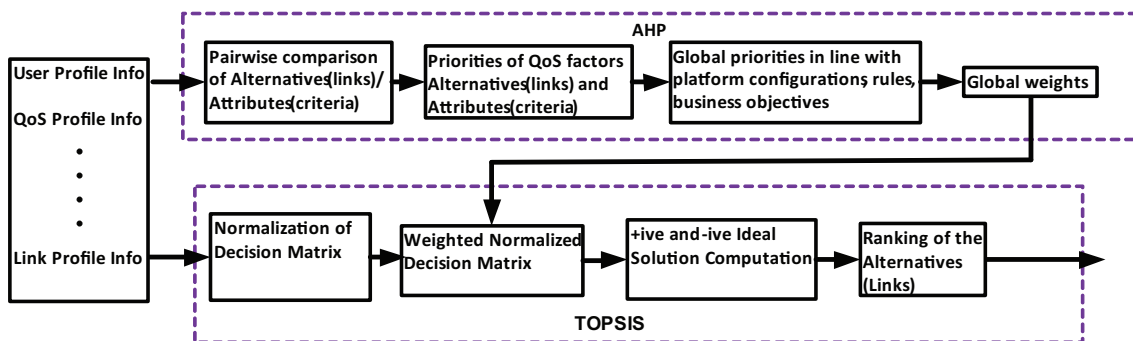 AHP
User Profile Info
QoS Profile Info
Link Profile Info
Pairwise comparison
of Alternatives(links)/
Attributes(criteria)
Priorities of QoS factors
Alternatives(links) and
Attributes(criteria)
Global priorities in line with
platform configurations, rules,
business objectives
Global weights
Normalization of
Decision Matrix
Weighted Normalized
Decision Matrix
+ive and-ive Ideal
Solution Computation
Ranking of the
Alternatives
(Links)
TOPSIS